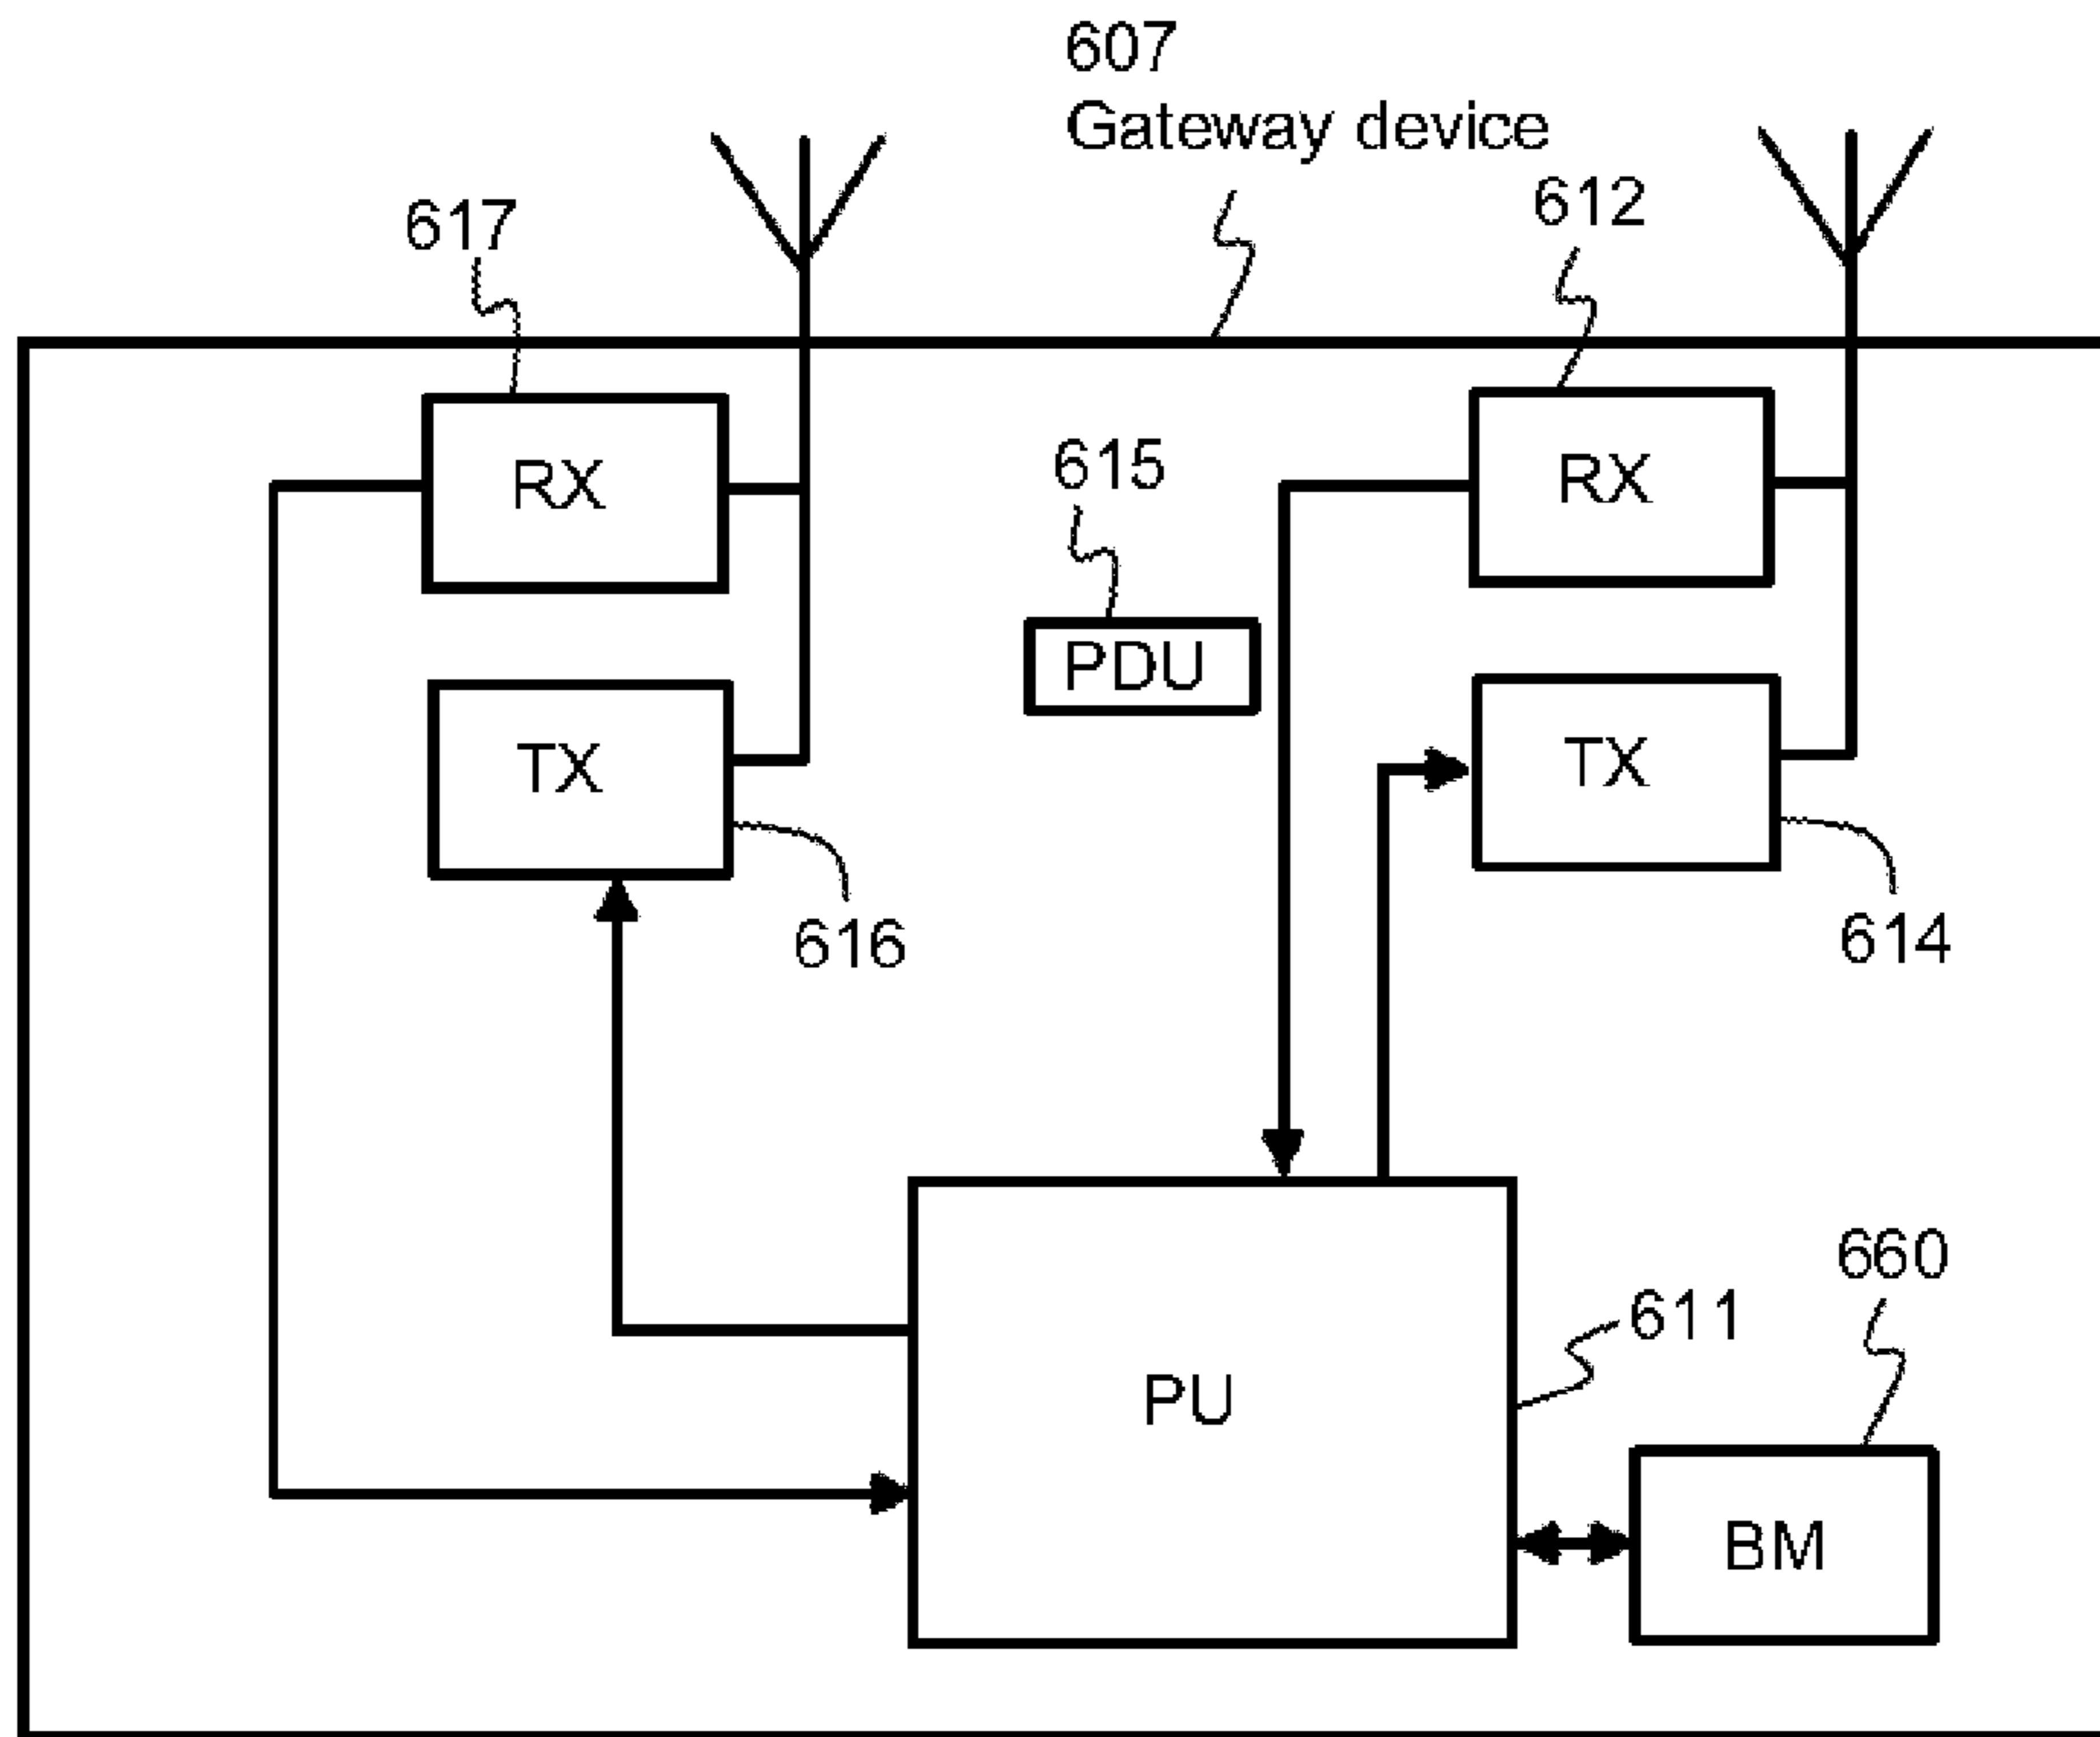 607
Gateway device
617
612
RX
615
RX
PDU
TX
TX
616
614
660
611
PU
BM